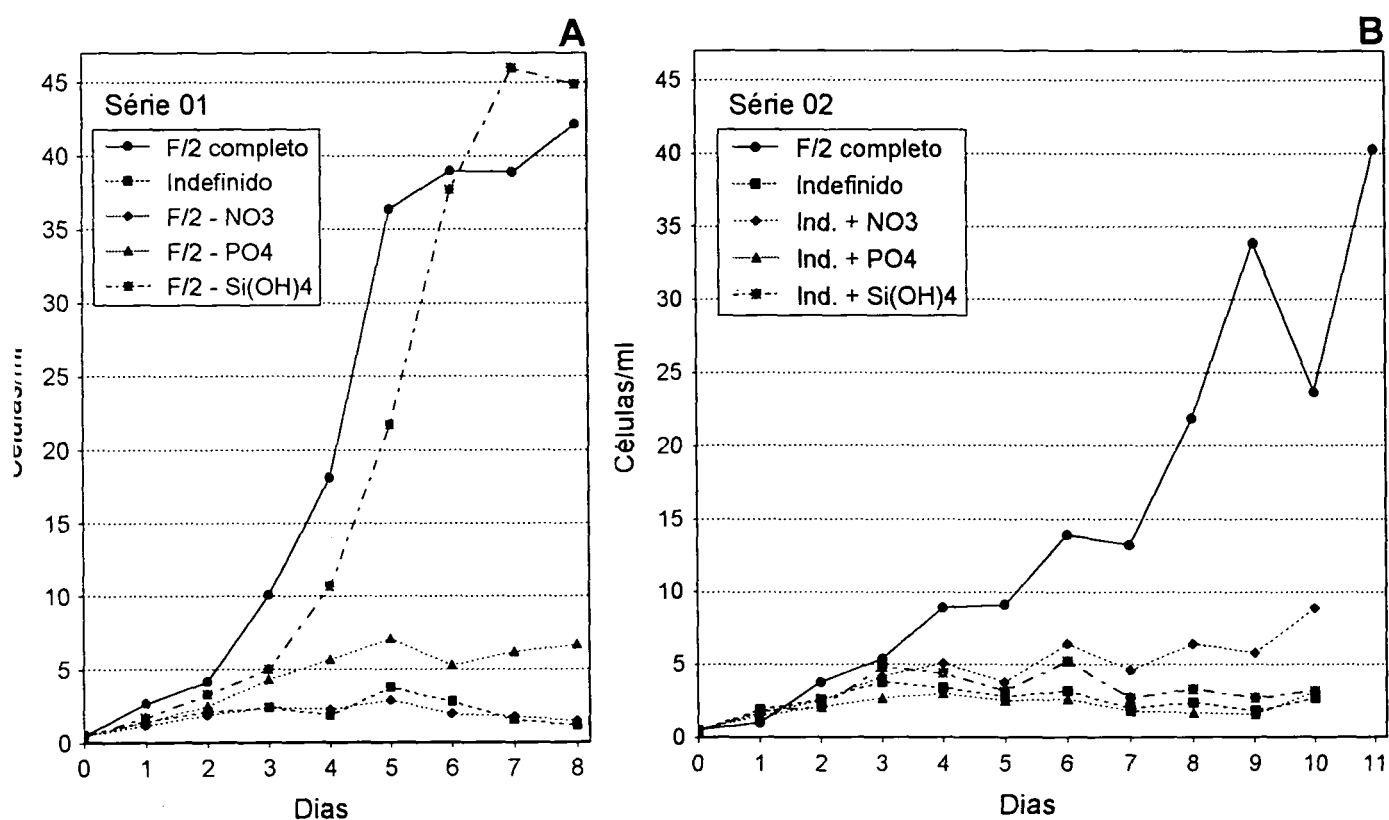 A
45
Série 01
F/2 completo
40
Indefinido
F/2 - NO3
35
F/2 - PO4
F/2 - Si(OH)4
30
25
20
15
10
5
0
0 1 2 3 4 5 6 7 8
Dias
B
45
Série 02
F/2 completo
40
Indefinido
Ind. + NO3
35
Ind. + PO4
Ind. + Si(OH)4
30
Células/ml
25
20
15
10
5
0
0 1 2 3 4 5 6 7 8 9 10 11
Dias